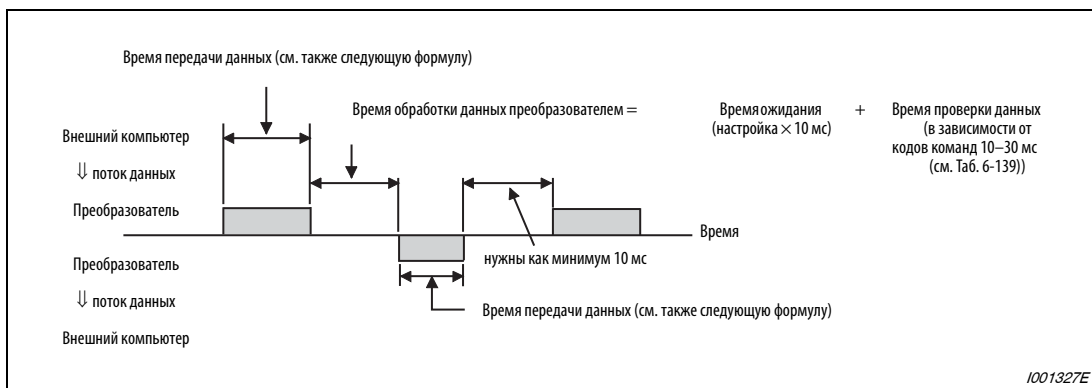 Время передачи данных (см. также следующую формулу)
Время обработки данных преобразователем =
Время ожидания
(настройка × 10 мс)
+
Время проверки данных
(в зависимости от
кодов команд 10–30 мс
(см. Таб. 6-139))
Внешний компьютер
⇓ поток данных
Преобразователь
Время
Преобразователь
⇓ поток данных
Внешний компьютер
нужны как минимум 10 мс
Время передачи данных (см. также следующую формулу)
I001327E